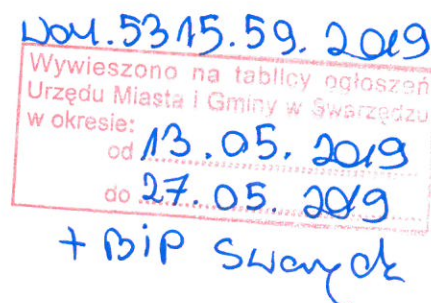 WOU.5315.59.2019
Wywieszono na tablicy ogłoszeń
Urzędu Miasta i Gminy w Swarzędzu
w okresie:
od 13.05.2019
do 27.05.2019
+ BiP Swarzędz